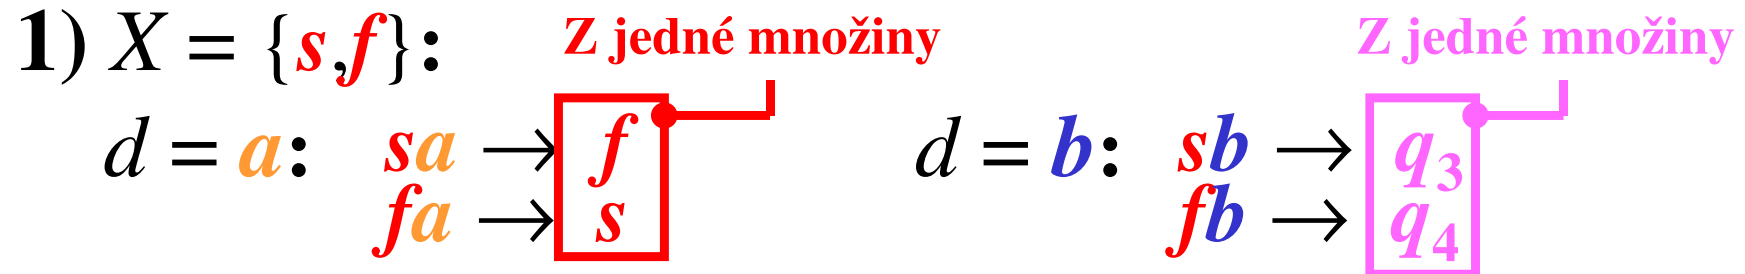 1) X = {s,f}: Z jedné množiny Z jedné množiny
d = a: sa → f d = b: sb → q₃
fa → s fb → q₄